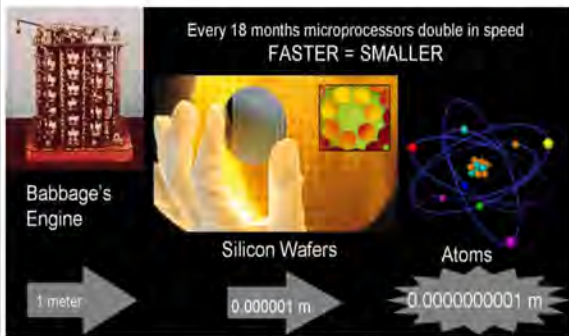 Every 18 months microprocessors double in speed
FASTER = SMALLER
Babbage's
Engine
Silicon Wafers
Atoms
1 meter
0.000001 m
0.0000000001 m